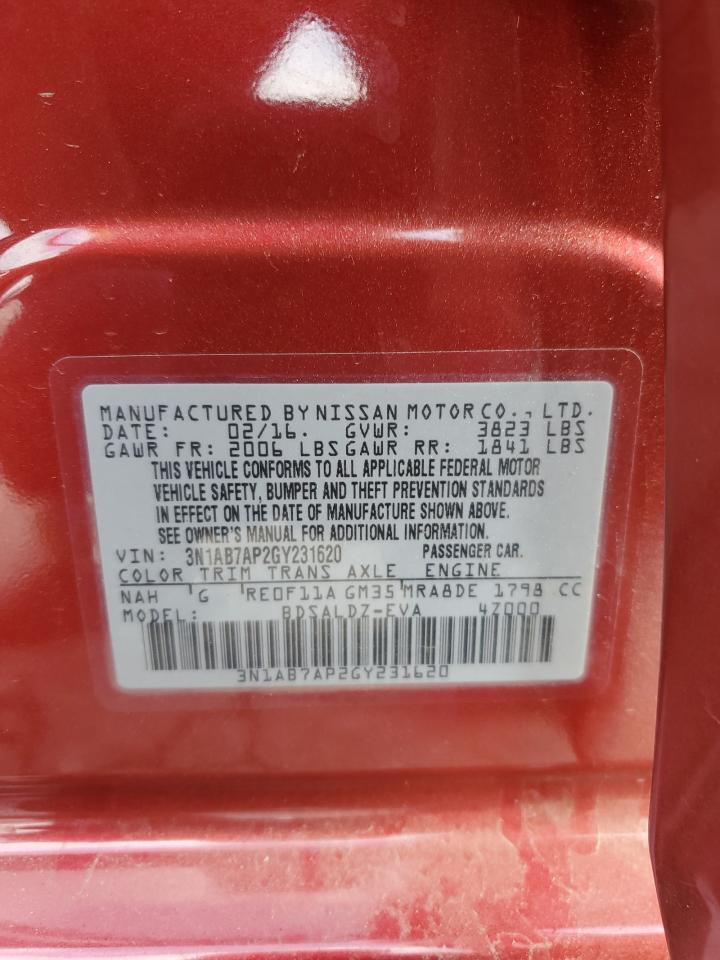 MANUFACTURED BY NISSAN MOTOR CO., LTD.
DATE: 02/16. GVWR: 3823 LBS
GAWR FR: 2006 LBS GAWR RR: 1841 LBS
THIS VEHICLE CONFORMS TO ALL APPLICABLE FEDERAL MOTOR
VEHICLE SAFETY, BUMPER AND THEFT PREVENTION STANDARDS
IN EFFECT ON THE DATE OF MANUFACTURE SHOWN ABOVE.
SEE OWNER'S MANUAL FOR ADDITIONAL INFORMATION.
VIN: 3N1AB7AP2GY231620 PASSENGER CAR.
COLOR TRIM TRANS AXLE ENGINE
NAH G RE0F11A GM35 MRA8DE 1798 CC
MODEL: BDSALDZ-EVA 4Z000
3N1AB7AP2GY231620